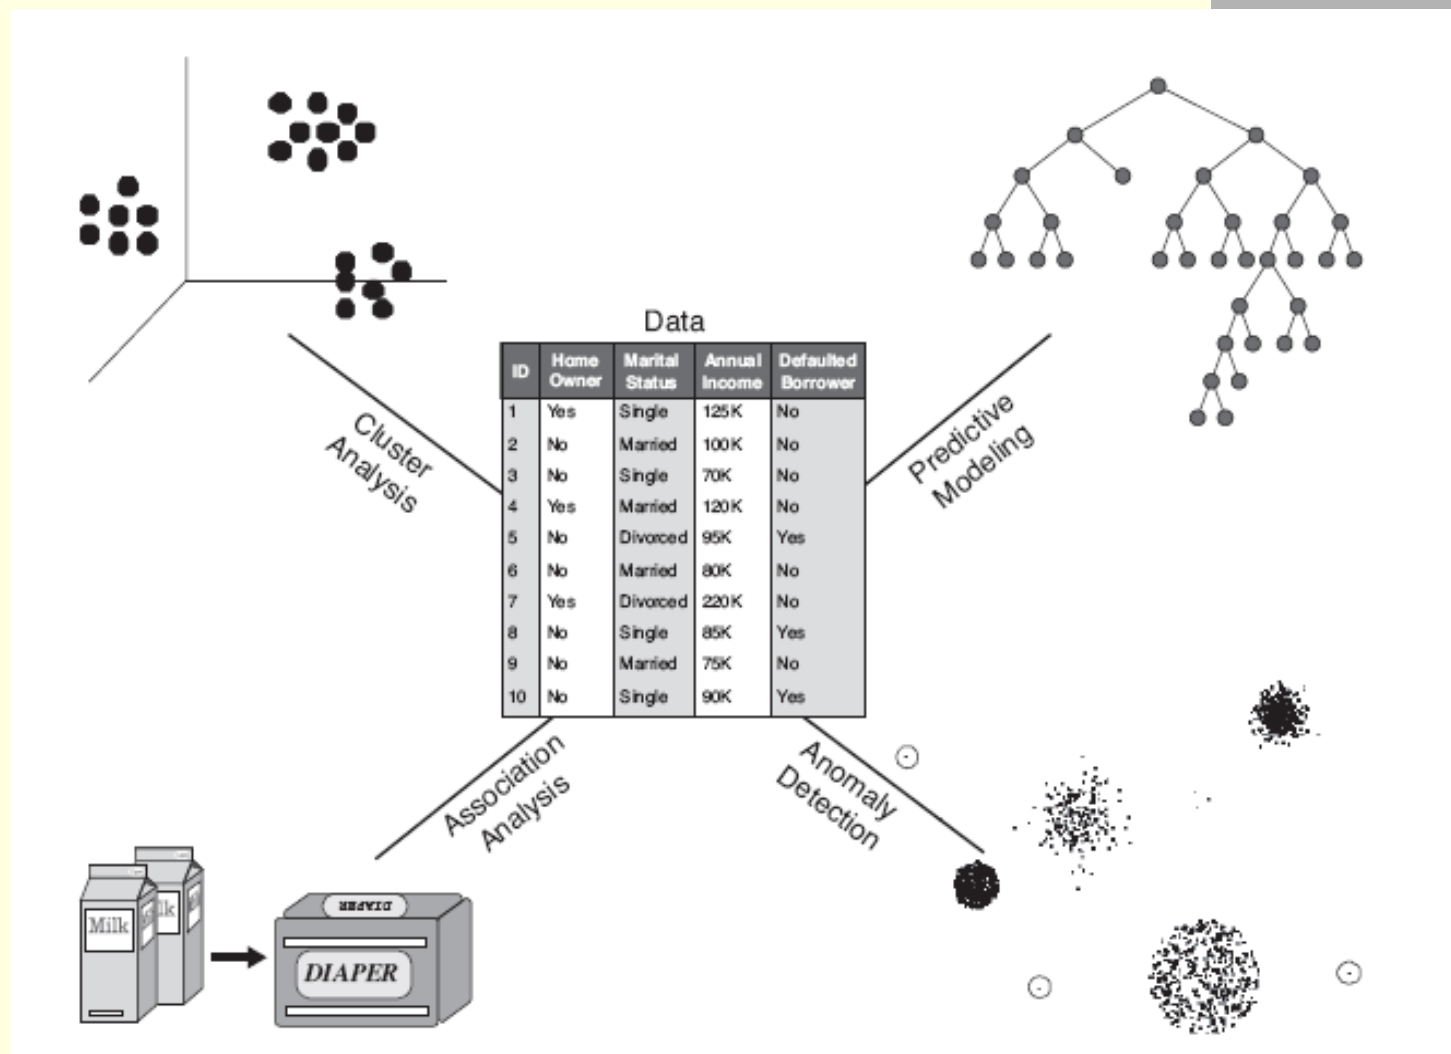 Data
ID Home Owner Marital Status Annual Income Defaulted Borrower
1 Yes Single 125K No
2 No Married 100K No
3 No Single 70K No
4 Yes Married 120K No
5 No Divorced 95K Yes
6 No Married 80K No
7 Yes Divorced 220K No
8 No Single 85K Yes
9 No Married 75K No
10 No Single 90K Yes
Cluster
Analysis
Predictive
Modeling
Association
Analysis
Anomaly
Detection
Milk
lk
DIAPER
DIAPER